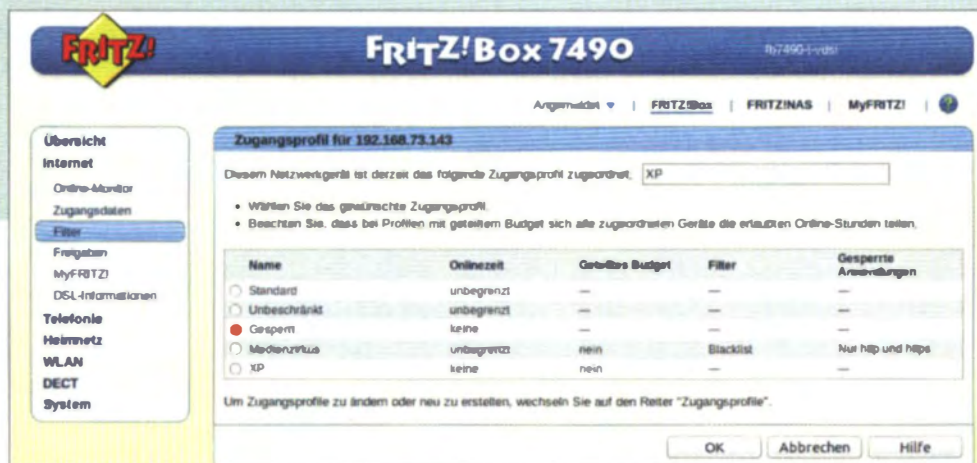 FRITZ!
FRITZ!Box 7490
Angemeldet | FRITZ!Box | FRITZ!NAS | MyFRITZ! |
Übersicht
Internet
Online-Monitor
Zugangsdaten
Filter
Freigaben
MyFRITZ!
DSL-Informationen
Telefonie
Heimnetz
WLAN
DECT
System
Zugangsprofil für 192.168.73.143
Diesem Netzwerkgerät ist derzeit das folgende Zugangsprofil zugeordnet: XP
• Wählen Sie das gewünschte Zugangsprofil.
• Beachten Sie, dass bei Profilen mit geteiltem Budget sich alle zugeordneten Geräte die erlaubten Online-Stunden teilen.
Name Onlinezeit Geteiltes Budget Filter Gesperrte Anwendungen
Standard unbegrenzt — — —
Unbeschränkt unbegrenzt — — —
Gesperrt keine — — —
unbegrenzt nein Blacklist Nur http und https
XP keine nein — —
Um Zugangsprofile zu ändern oder neu zu erstellen, wechseln Sie auf den Reiter "Zugangsprofile".
OK Abbrechen Hilfe